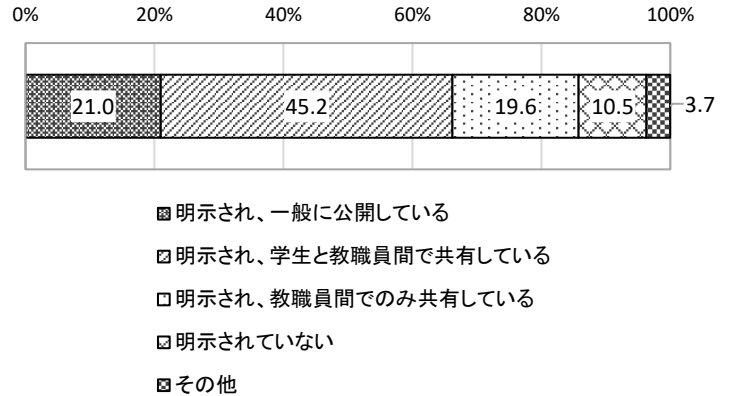 0% 20% 40% 60% 80% 100%
21.0 45.2 19.6 10.5 3.7
明示され、一般に公開している
明示され、学生と教職員間で共有している
明示され、教職員間でのみ共有している
明示されていない
その他